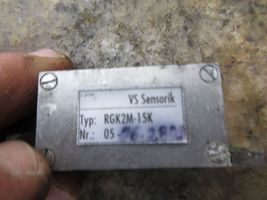 VS Sensorik
Typ: RGK2M-15K
Nr.: 05